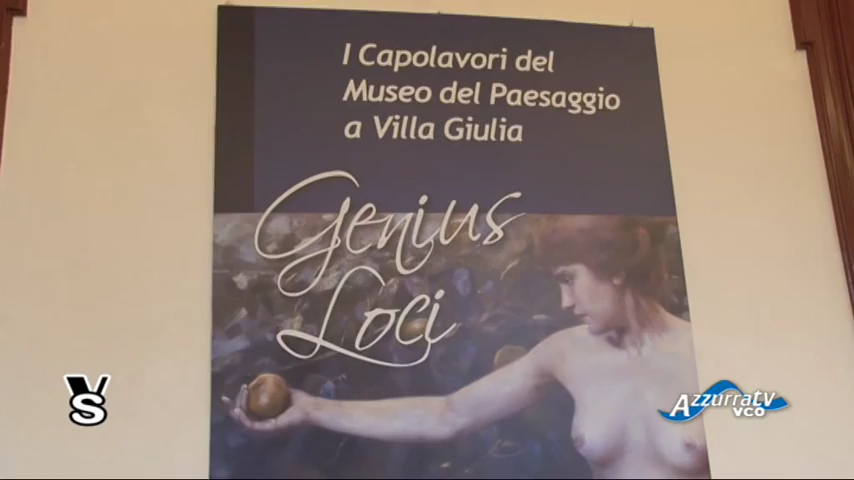 I Capolavori del
Museo del Paesaggio
a Villa Giulia
Genius
Loci
VS
Azzurratv
VCO